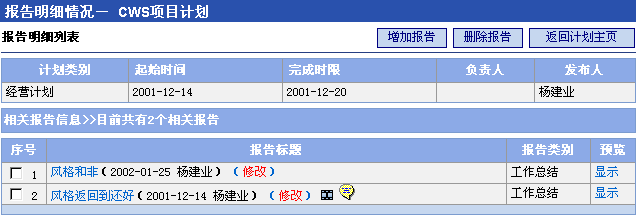 报告明细情况－ CWS项目计划
报告明细列表 增加报告 删除报告 返回计划主页
计划类别 起始时间 完成时限 负责人 发布人
经营计划 2001-12-14 2001-12-20 杨建业
相关报告信息>>目前共有2个相关报告
序号 报告标题 报告类别 预览
1 风格和非（2002-01-25 杨建业）（修改） 工作总结 显示
2 风格返回到还好（2001-12-14 杨建业）（修改） 工作总结 显示